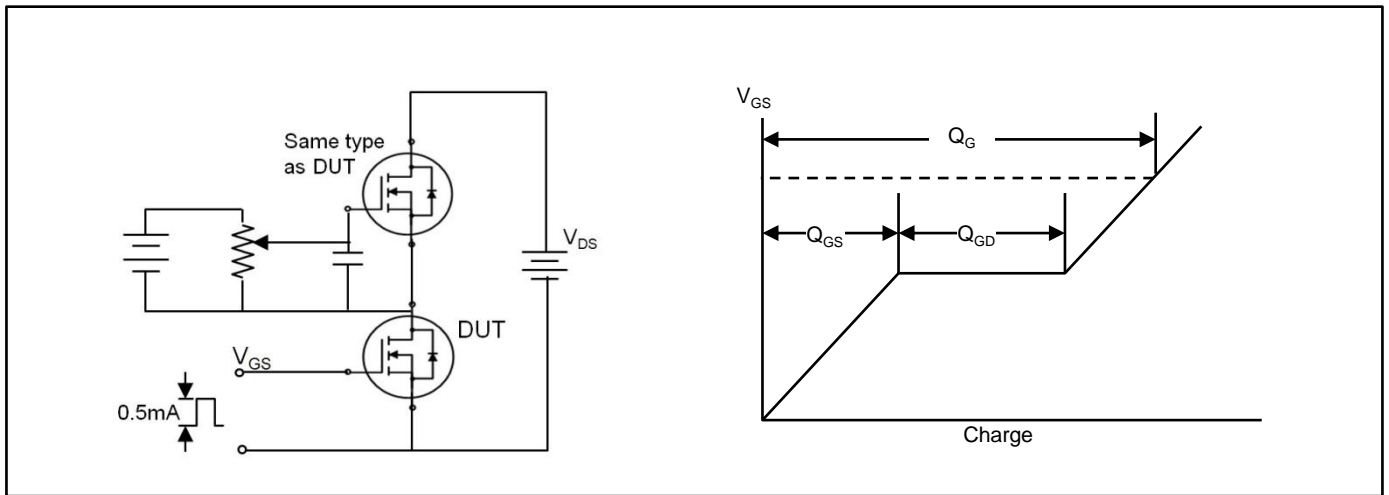 Same type
as DUT
V_DS
DUT
V_GS
0.5mA
V_GS
Q_G
Q_GS
Q_GD
Charge